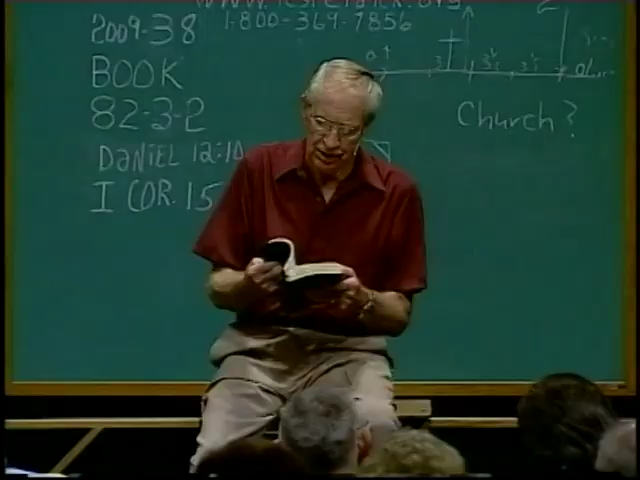 1-800-369-7856
2009-38
BOOK
82-3-2
DANIEL 12:10
I COR. 15
Church?